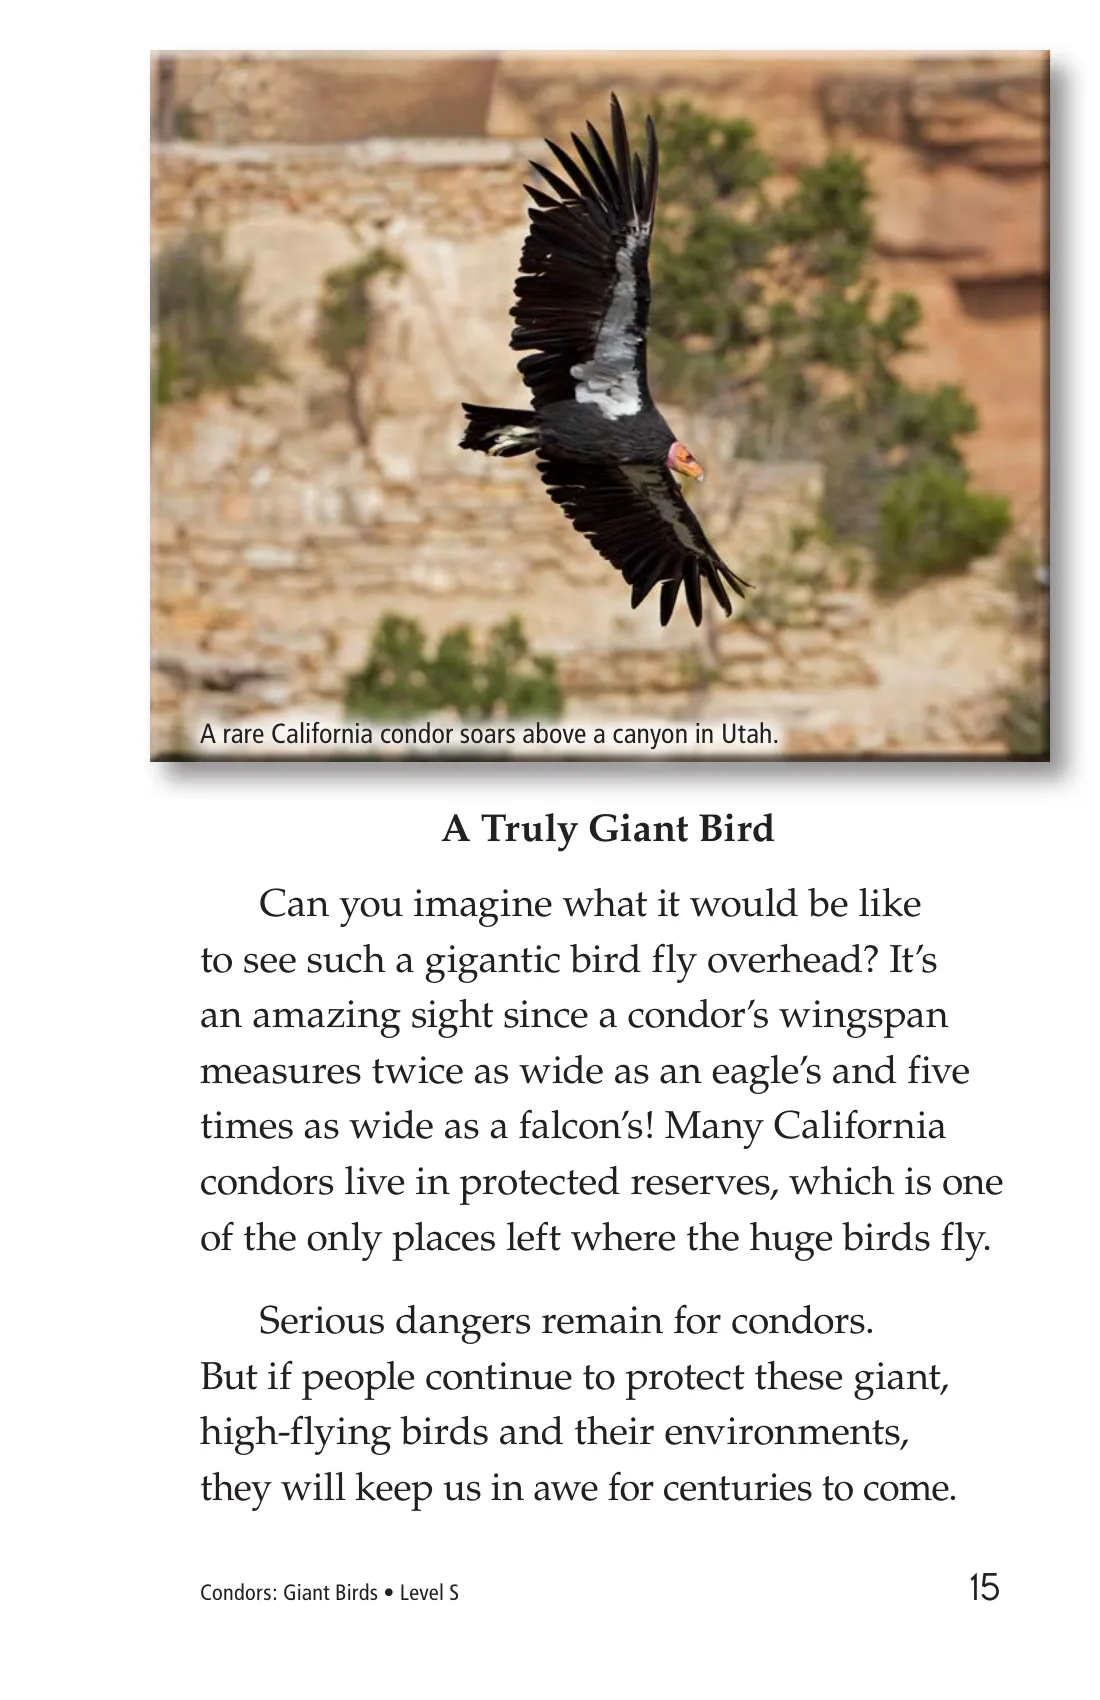 A rare California condor soars above a canyon in Utah.
A Truly Giant Bird
Can you imagine what it would be like
to see such a gigantic bird fly overhead? It’s
an amazing sight since a condor’s wingspan
measures twice as wide as an eagle’s and five
times as wide as a falcon’s! Many California
condors live in protected reserves, which is one
of the only places left where the huge birds fly.
Serious dangers remain for condors.
But if people continue to protect these giant,
high-flying birds and their environments,
they will keep us in awe for centuries to come.
Condors: Giant Birds • Level S 15